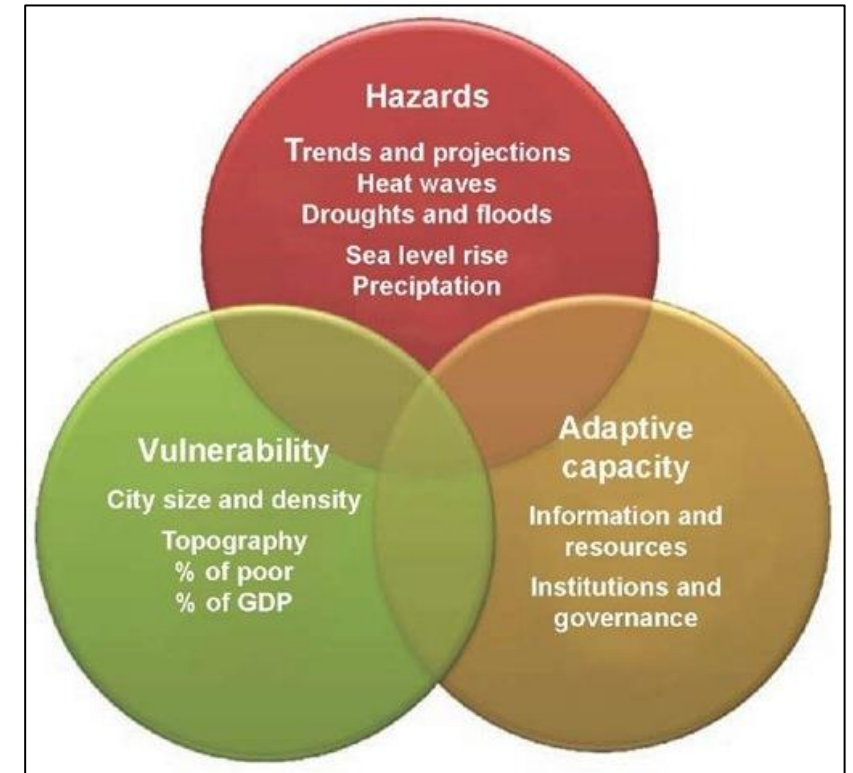 Hazards
Trends and projections
Heat waves
Droughts and floods
Sea level rise
Preciptation
Vulnerability
City size and density
Topography
% of poor
% of GDP
Adaptive
capacity
Information and
resources
Institutions and
governance